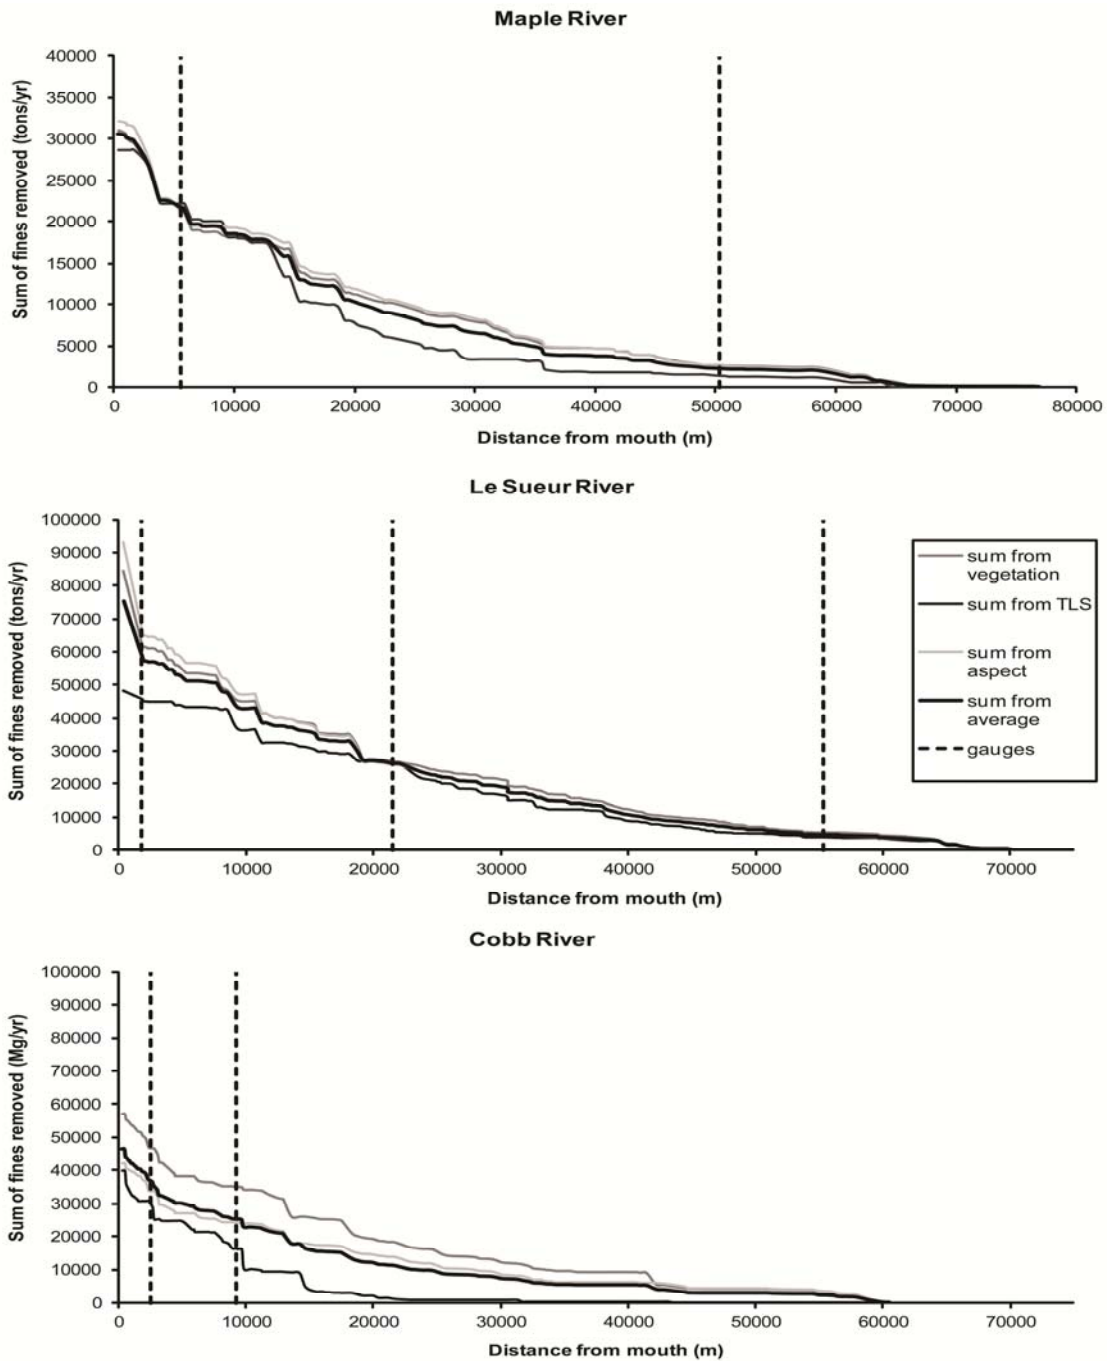 Maple River
Sum of fines removed (tons/yr)
40000
35000
30000
25000
20000
15000
10000
5000
0
0 10000 20000 30000 40000 50000 60000 70000 80000
Distance from mouth (m)
Le Sueur River
Sum of fines removed (tons/yr)
100000
90000
80000
70000
60000
50000
40000
30000
20000
10000
0
0 10000 20000 30000 40000 50000 60000 70000
Distance from mouth (m)
sum from
vegetation
sum from TLS
sum from
aspect
sum from
average
gauges
Cobb River
Sum of fines removed (Mg/yr)
100000
90000
80000
70000
60000
50000
40000
30000
20000
10000
0
0 10000 20000 30000 40000 50000 60000 70000
Distance from mouth (m)